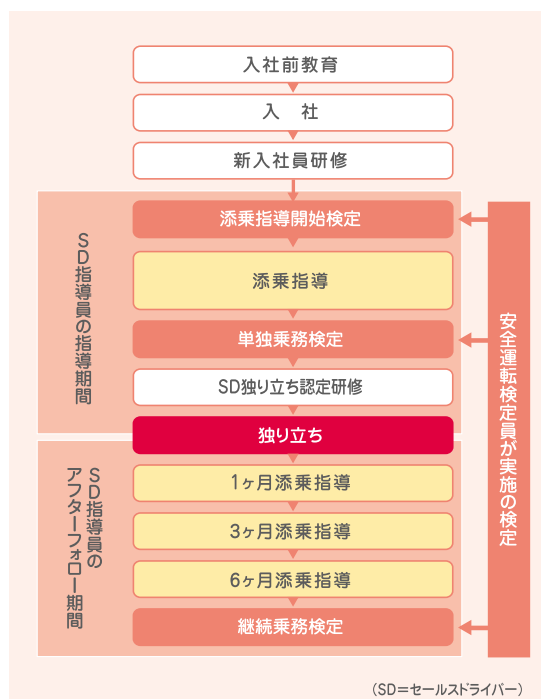 入社前教育
入　社
新入社員研修
SD指導員の指導期間
添乗指導開始検定
添乗指導
単独乗務検定
SD独り立ち認定研修
独り立ち
SD指導員の
アフターフォロー期間
1ヶ月添乗指導
3ヶ月添乗指導
6ヶ月添乗指導
継続乗務検定
安全運転検定員が実施の検定
（SD＝セールスドライバー）